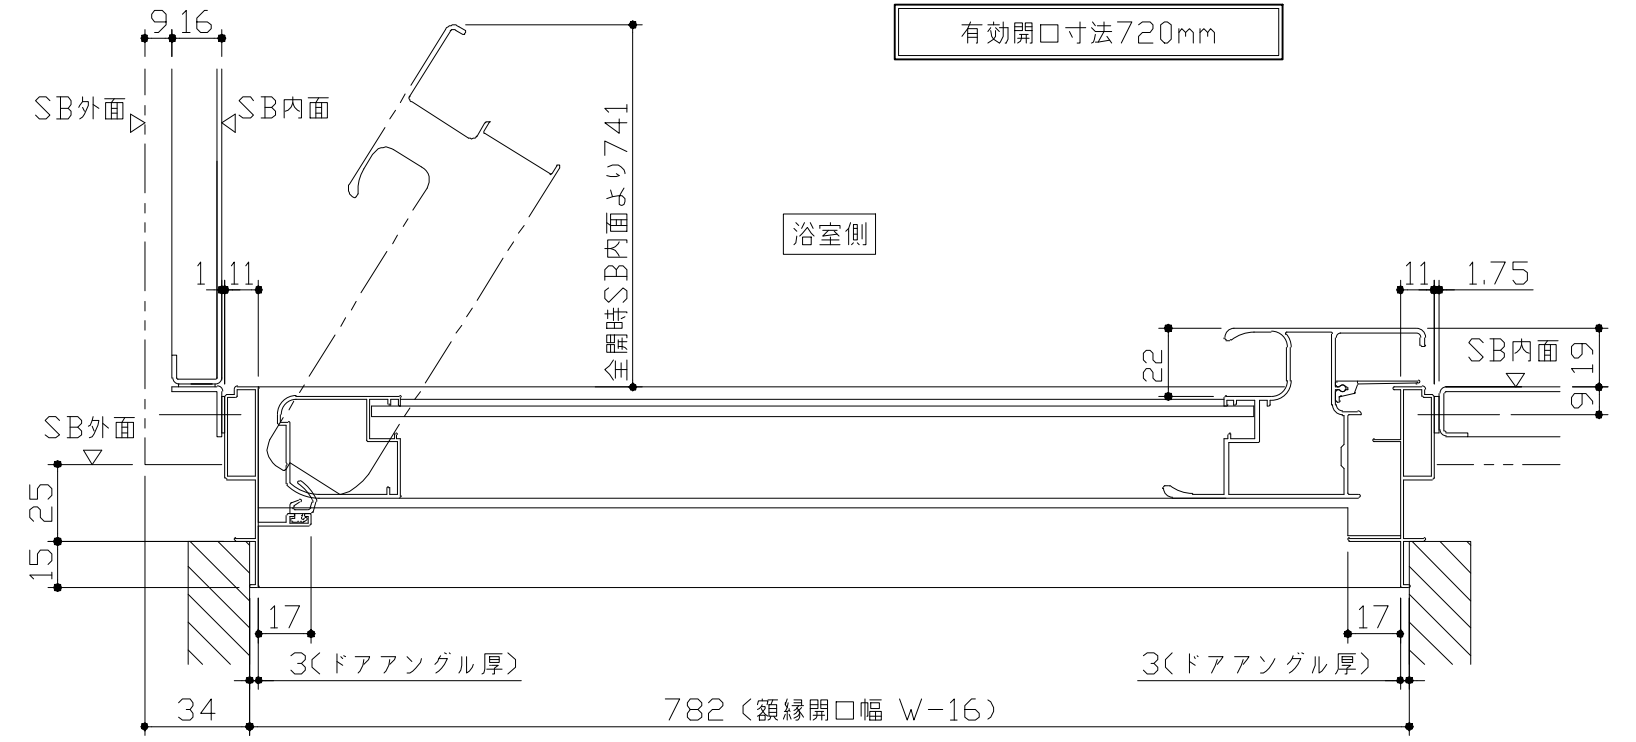 有効開口寸法720mm
9 16
SB外面
SB内面
全開時SB内面より741
浴室側
1 11
11 1.75
22
SB内面
19
9
SB外面
25
15
17
17
3(ドアアングル厚)
3(ドアアングル厚)
34
782 (額縁開口幅 W-16)